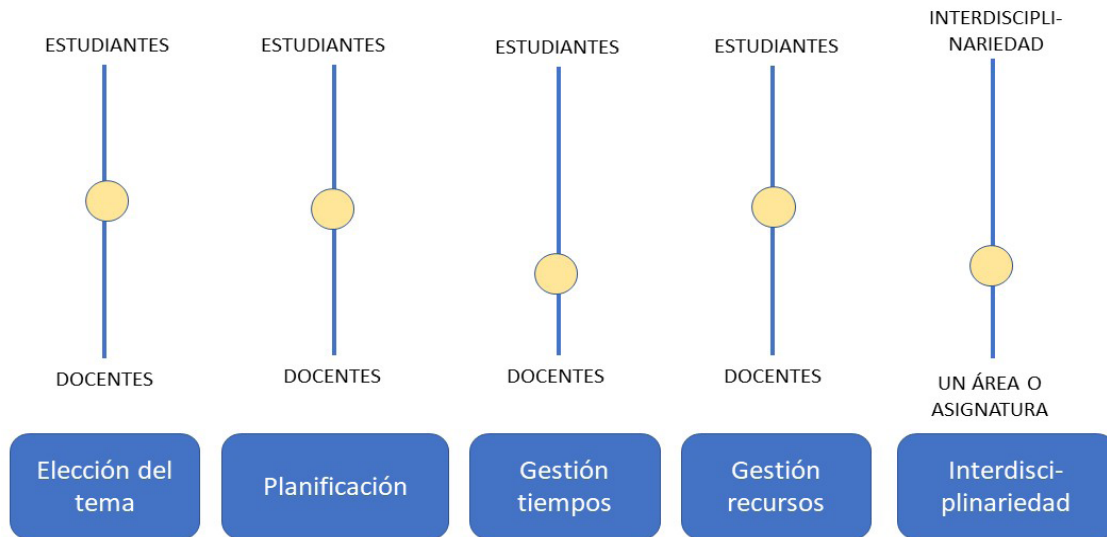 ESTUDIANTES
ESTUDIANTES
ESTUDIANTES
ESTUDIANTES
INTERDISCIPLI-
NARIEDAD
DOCENTES
DOCENTES
DOCENTES
DOCENTES
UN ÁREA O
ASIGNATURA
Elección del
tema
Planificación
Gestión
tiempos
Gestión
recursos
Interdisci-
plinariedad